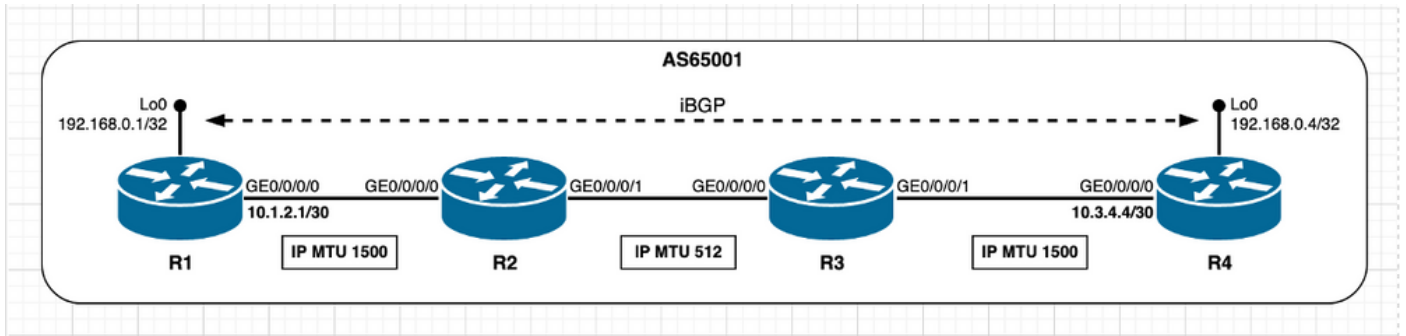 AS65001
iBGP
Lo0
192.168.0.1/32
Lo0
192.168.0.4/32
GE0/0/0/0
GE0/0/0/0
GE0/0/0/1
GE0/0/0/0
GE0/0/0/1
GE0/0/0/0
10.1.2.1/30
10.3.4.4/30
IP MTU 1500
IP MTU 512
IP MTU 1500
R1
R2
R3
R4